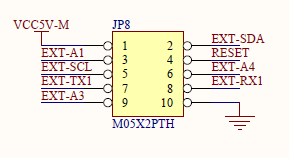 VCC5V-M JP8
1 2 EXT-SDA
EXT-A1 3 4 RESET
EXT-SCL 5 6 EXT-A4
EXT-TX1 7 8 EXT-RX1
EXT-A3 9 10
M05X2PTH